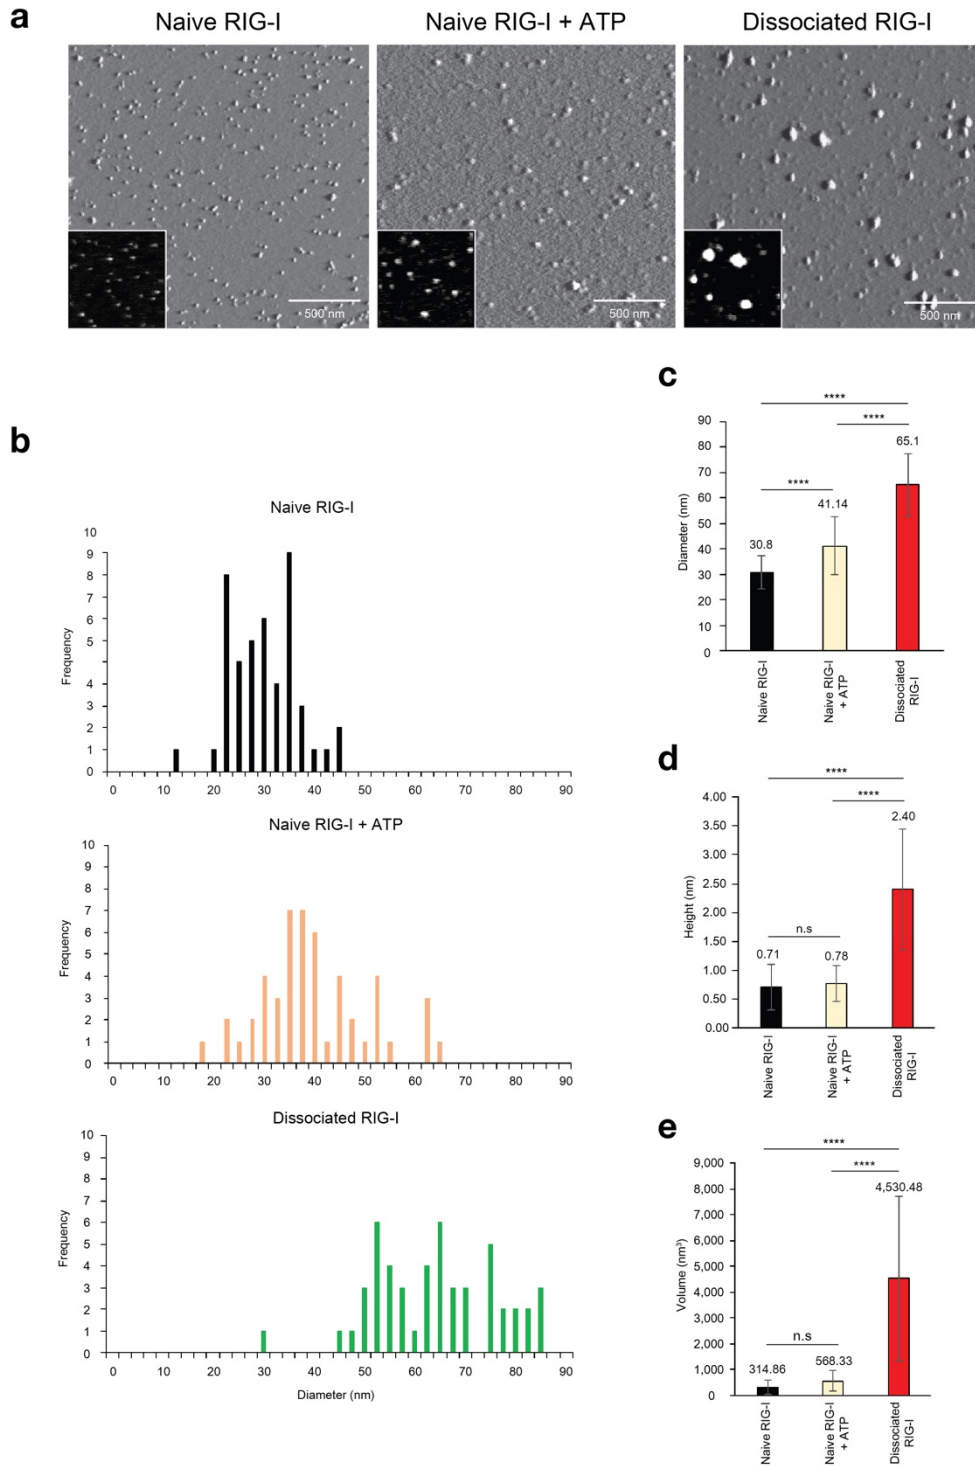 a
Naive RIG-I
Naive RIG-I + ATP
Dissociated RIG-I
500 nm
500 nm
500 nm
b
Naive RIG-I
Frequency
10
9
8
6
5
4
3
2
1
0
0 10 20 30 40 50 60 70 80 90
Naive RIG-I + ATP
Frequency
10
9
8
7
6
5
4
3
2
1
0
0 10 20 30 40 50 60 70 80 90
Dissociated RIG-I
Frequency
10
9
8
7
6
5
4
3
2
1
0
0 10 20 30 40 50 60 70 80 90
Diameter (nm)
c
****
****
****
Diameter (nm)
90
80
70
60
50
40
30
20
10
0
30.8
41.14
65.1
Naive RIG-I
Naive RIG-I
+ ATP
Dissociated
RIG-I
d
****
****
n.s
Height (nm)
4.00
3.50
3.00
2.50
2.00
1.50
1.00
0.50
0.00
0.71
0.78
2.40
Naive RIG-I
Naive RIG-I
+ ATP
Dissociated
RIG-I
e
****
****
n.s
Volume (nm³)
9,000
8,000
7,000
6,000
5,000
4,000
3,000
2,000
1,000
0
314.86
568.33
4,530.48
Naive RIG-I
Naive RIG-I
+ ATP
Dissociated
RIG-I